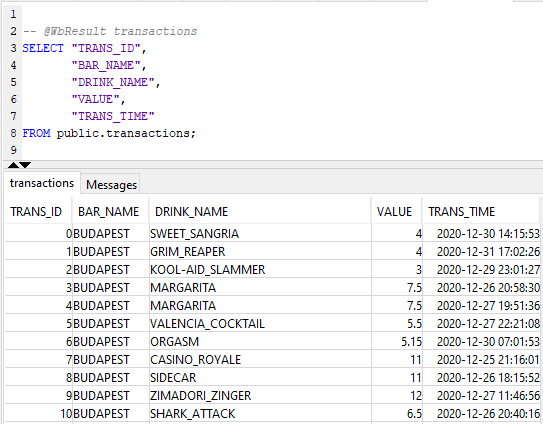 1
2 -- @WbResult transactions
3 SELECT "TRANS_ID",
4 "BAR_NAME",
5 "DRINK_NAME",
6 "VALUE",
7 "TRANS_TIME"
8 FROM public.transactions;
9
transactions Messages
TRANS_ID BAR_NAME DRINK_NAME VALUE TRANS_TIME
0 BUDAPEST SWEET_SANGRIA 4 2020-12-30 14:15:53
1 BUDAPEST GRIM_REAPER 4 2020-12-31 17:02:26
2 BUDAPEST KOOL-AID_SLAMMER 3 2020-12-29 23:01:27
3 BUDAPEST MARGARITA 7.5 2020-12-26 20:58:30
4 BUDAPEST MARGARITA 7.5 2020-12-27 19:51:36
5 BUDAPEST VALENCIA_COCKTAIL 5.5 2020-12-27 22:21:08
6 BUDAPEST ORGASM 5.15 2020-12-30 07:01:53
7 BUDAPEST CASINO_ROYALE 11 2020-12-25 21:16:01
8 BUDAPEST SIDECAR 11 2020-12-26 18:15:52
9 BUDAPEST ZIMADORI_ZINGER 12 2020-12-27 11:46:56
10 BUDAPEST SHARK_ATTACK 6.5 2020-12-26 20:40:16